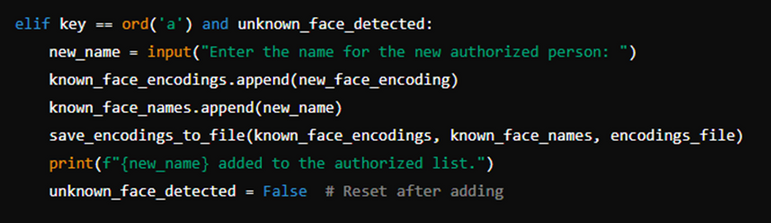 elif key == ord('a') and unknown_face_detected:
new_name = input("Enter the name for the new authorized person: ")
known_face_encodings.append(new_face_encoding)
known_face_names.append(new_name)
save_encodings_to_file(known_face_encodings, known_face_names, encodings_file)
print(f"{new_name} added to the authorized list.")
unknown_face_detected = False  # Reset after adding